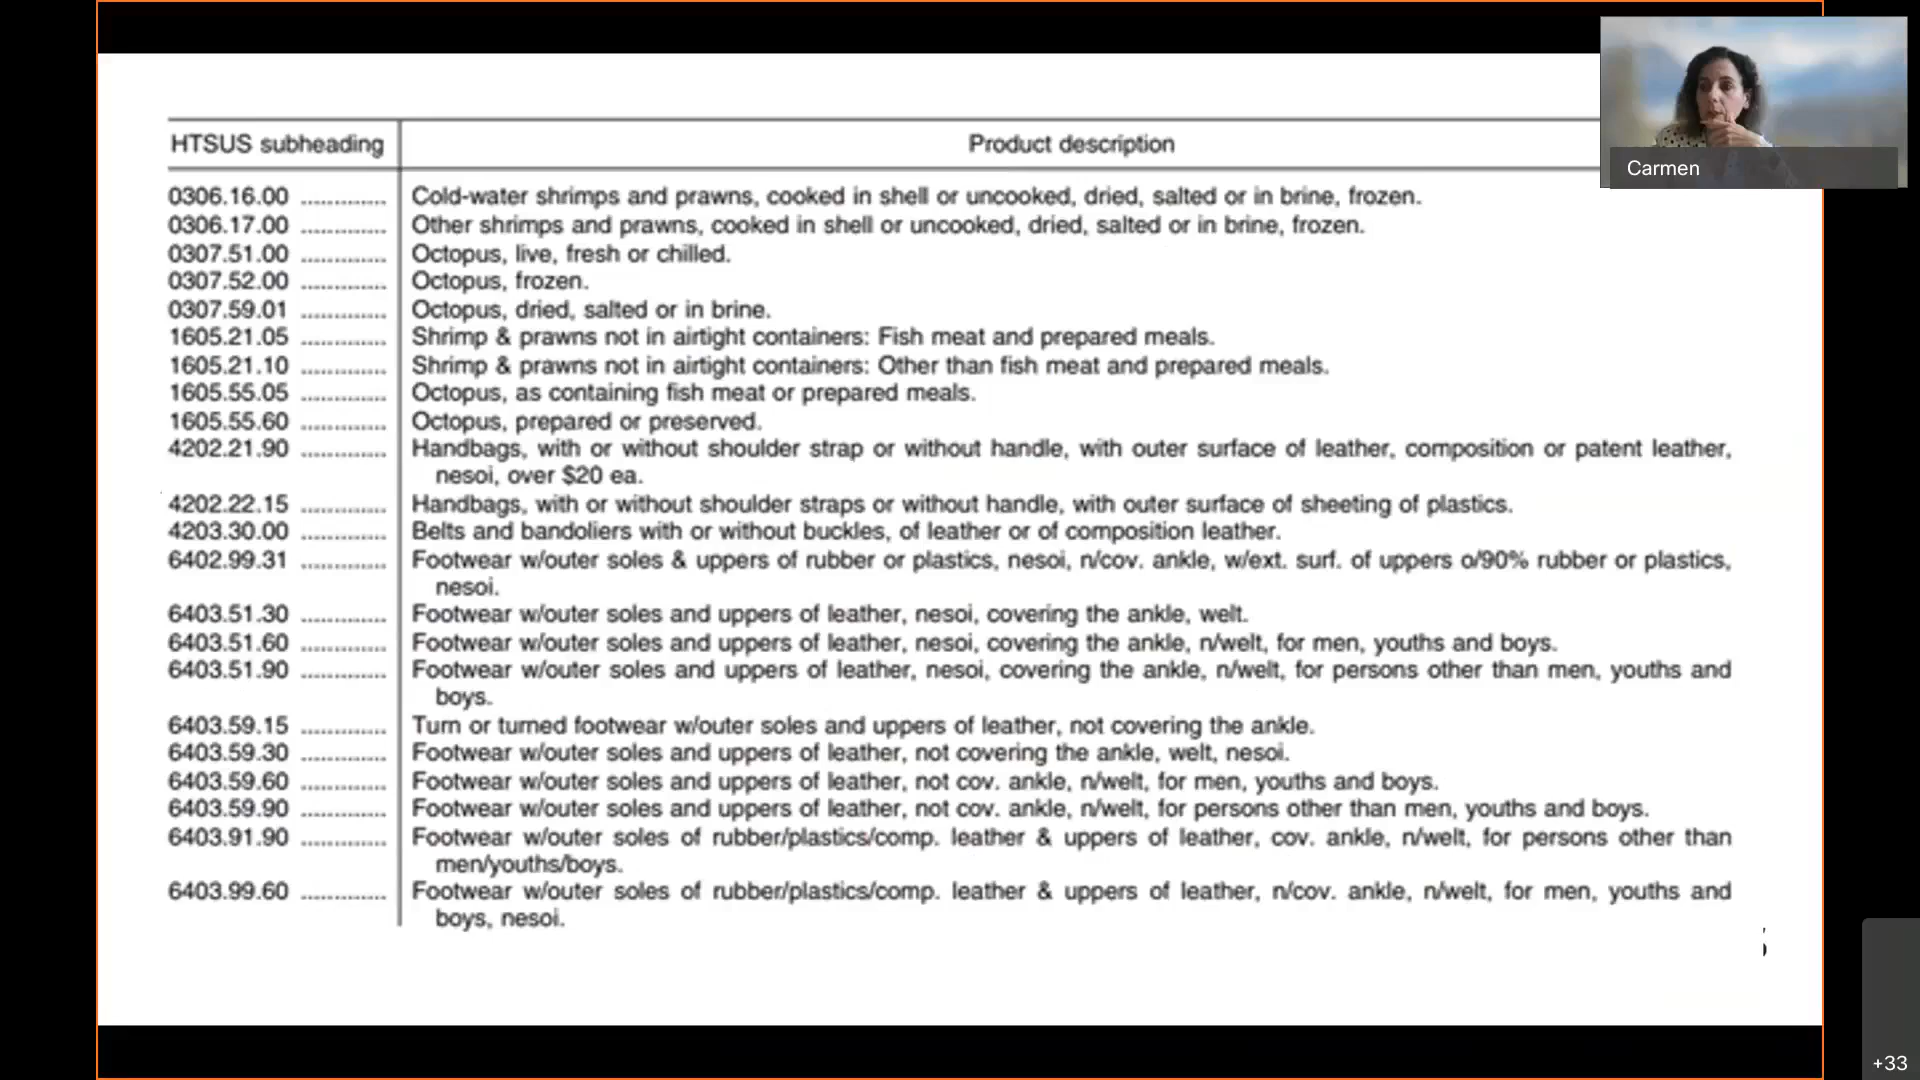 HTSUS subheading Product description
0306.16.00 .............. Cold-water shrimps and prawns, cooked in shell or uncooked, dried, salted or in brine, frozen.
0306.17.00 .............. Other shrimps and prawns, cooked in shell or uncooked, dried, salted or in brine, frozen.
0307.51.00 .............. Octopus, live, fresh or chilled.
0307.52.00 .............. Octopus, frozen.
0307.59.01 .............. Octopus, dried, salted or in brine.
1605.21.05 .............. Shrimp & prawns not in airtight containers: Fish meat and prepared meals.
1605.21.10 .............. Shrimp & prawns not in airtight containers: Other than fish meat and prepared meals.
1605.55.05 .............. Octopus, as containing fish meat or prepared meals.
1605.55.60 .............. Octopus, prepared or preserved.
4202.21.90 .............. Handbags, with or without shoulder strap or without handle, with outer surface of leather, composition or patent leather,
nesoi, over $20 ea.
4202.22.15 .............. Handbags, with or without shoulder straps or without handle, with outer surface of sheeting of plastics.
4203.30.00 .............. Belts and bandoliers with or without buckles, of leather or of composition leather.
6402.99.31 .............. Footwear w/outer soles & uppers of rubber or plastics, nesoi, n/cov. ankle, w/ext. surf. of uppers o/90% rubber or plastics,
nesoi.
6403.51.30 .............. Footwear w/outer soles and uppers of leather, nesoi, covering the ankle, welt.
6403.51.60 .............. Footwear w/outer soles and uppers of leather, nesoi, covering the ankle, n/welt, for men, youths and boys.
6403.51.90 .............. Footwear w/outer soles and uppers of leather, nesoi, covering the ankle, n/welt, for persons other than men, youths and
boys.
6403.59.15 .............. Turn or turned footwear w/outer soles and uppers of leather, not covering the ankle.
6403.59.30 .............. Footwear w/outer soles and uppers of leather, not covering the ankle, welt, nesoi.
6403.59.60 .............. Footwear w/outer soles and uppers of leather, not cov. ankle, n/welt, for men, youths and boys.
6403.59.90 .............. Footwear w/outer soles and uppers of leather, not cov. ankle, n/welt, for persons other than men, youths and boys.
6403.91.90 .............. Footwear w/outer soles of rubber/plastics/comp. leather & uppers of leather, cov. ankle, n/welt, for persons other than
men/youths/boys.
6403.99.60 .............. Footwear w/outer soles of rubber/plastics/comp. leather & uppers of leather, n/cov. ankle, n/welt, for men, youths and
boys, nesoi.
Carmen
+33